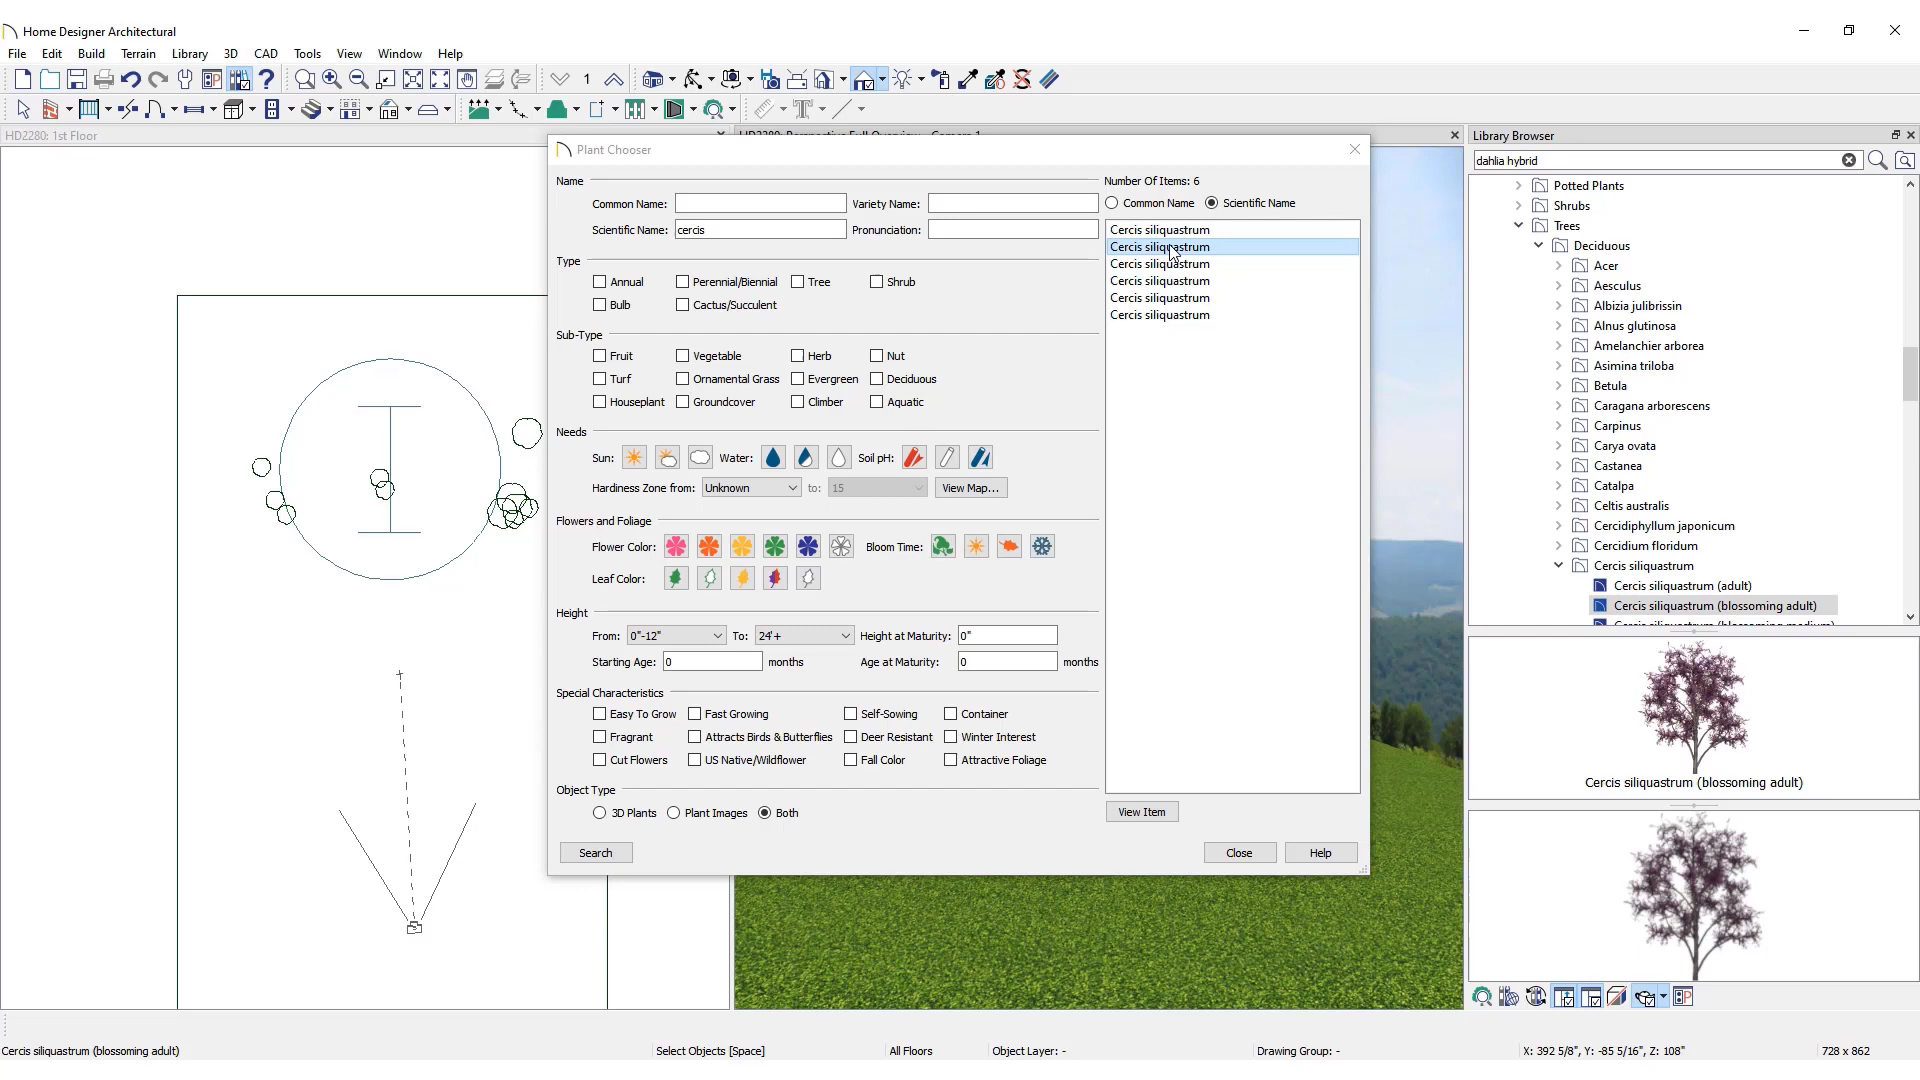 Home Designer Architectural
File Edit Build Terrain Library 3D CAD Tools View Window Help
1
HD2280: 1st Floor
Library Browser
dahlia hybrid
Plant Chooser
Name
Common Name:
Variety Name:
Scientific Name: cercis
Pronunciation:
Type
Annual Perennial/Biennial Tree Shrub
Bulb Cactus/Succulent
Sub-Type
Fruit Vegetable Herb Nut
Turf Ornamental Grass Evergreen Deciduous
Houseplant Groundcover Climber Aquatic
Needs
Sun: Water: Soil pH:
Hardiness Zone from: Unknown to: 15 View Map...
Flowers and Foliage
Flower Color: Bloom Time:
Leaf Color:
Height
From: 0"-12" To: 24'+ Height at Maturity: 0"
Starting Age: 0 months Age at Maturity: 0 months
Special Characteristics
Easy To Grow Fast Growing Self-Sowing Container
Fragrant Attracts Birds & Butterflies Deer Resistant Winter Interest
Cut Flowers US Native/Wildflower Fall Color Attractive Foliage
Object Type
3D Plants Plant Images Both
Search
Number Of Items: 6
Common Name Scientific Name
Cercis siliquastrum
Cercis siliquastrum
Cercis siliquastrum
Cercis siliquastrum
Cercis siliquastrum
Cercis siliquastrum
View Item
Close Help
Potted Plants
Shrubs
Trees
Deciduous
Acer
Aesculus
Albizia julibrissin
Alnus glutinosa
Amelanchier arborea
Asimina triloba
Betula
Caragana arborescens
Carpinus
Carya ovata
Castanea
Catalpa
Celtis australis
Cercidiphyllum japonicum
Cercidium floridum
Cercis siliquastrum
Cercis siliquastrum (adult)
Cercis siliquastrum (blossoming adult)
Cercis siliquastrum (blossoming adult)
Cercis siliquastrum (blossoming adult)
Select Objects [Space]
All Floors
Object Layer: -
Drawing Group: -
X: 392 5/8", Y: -85 5/16", Z: 108"
728 x 862